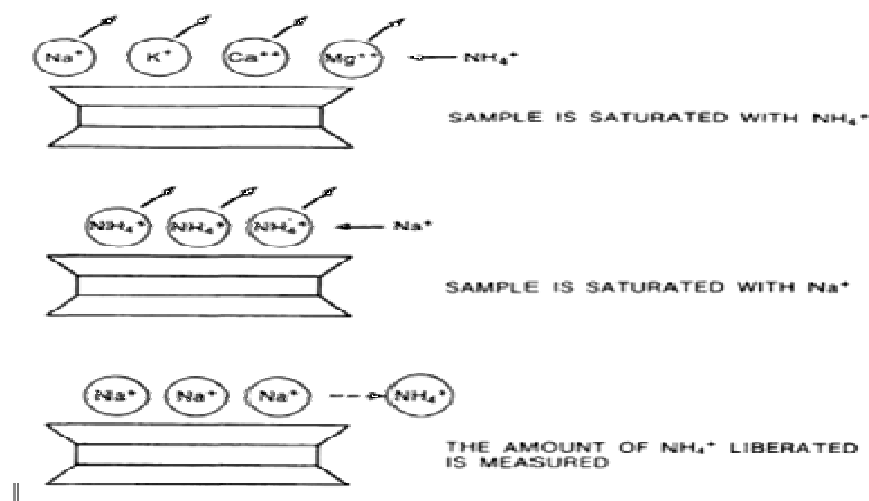 Na⁺ K⁺ Ca⁺⁺ Mg⁺⁺ NH₄⁺
SAMPLE IS SATURATED WITH NH₄⁺
NH₄⁺ NH₄⁺ NH₄⁺ Na⁺
SAMPLE IS SATURATED WITH Na⁺
Na⁺ Na⁺ Na⁺ NH₄⁺
THE AMOUNT OF NH₄⁺ LIBERATED
IS MEASURED